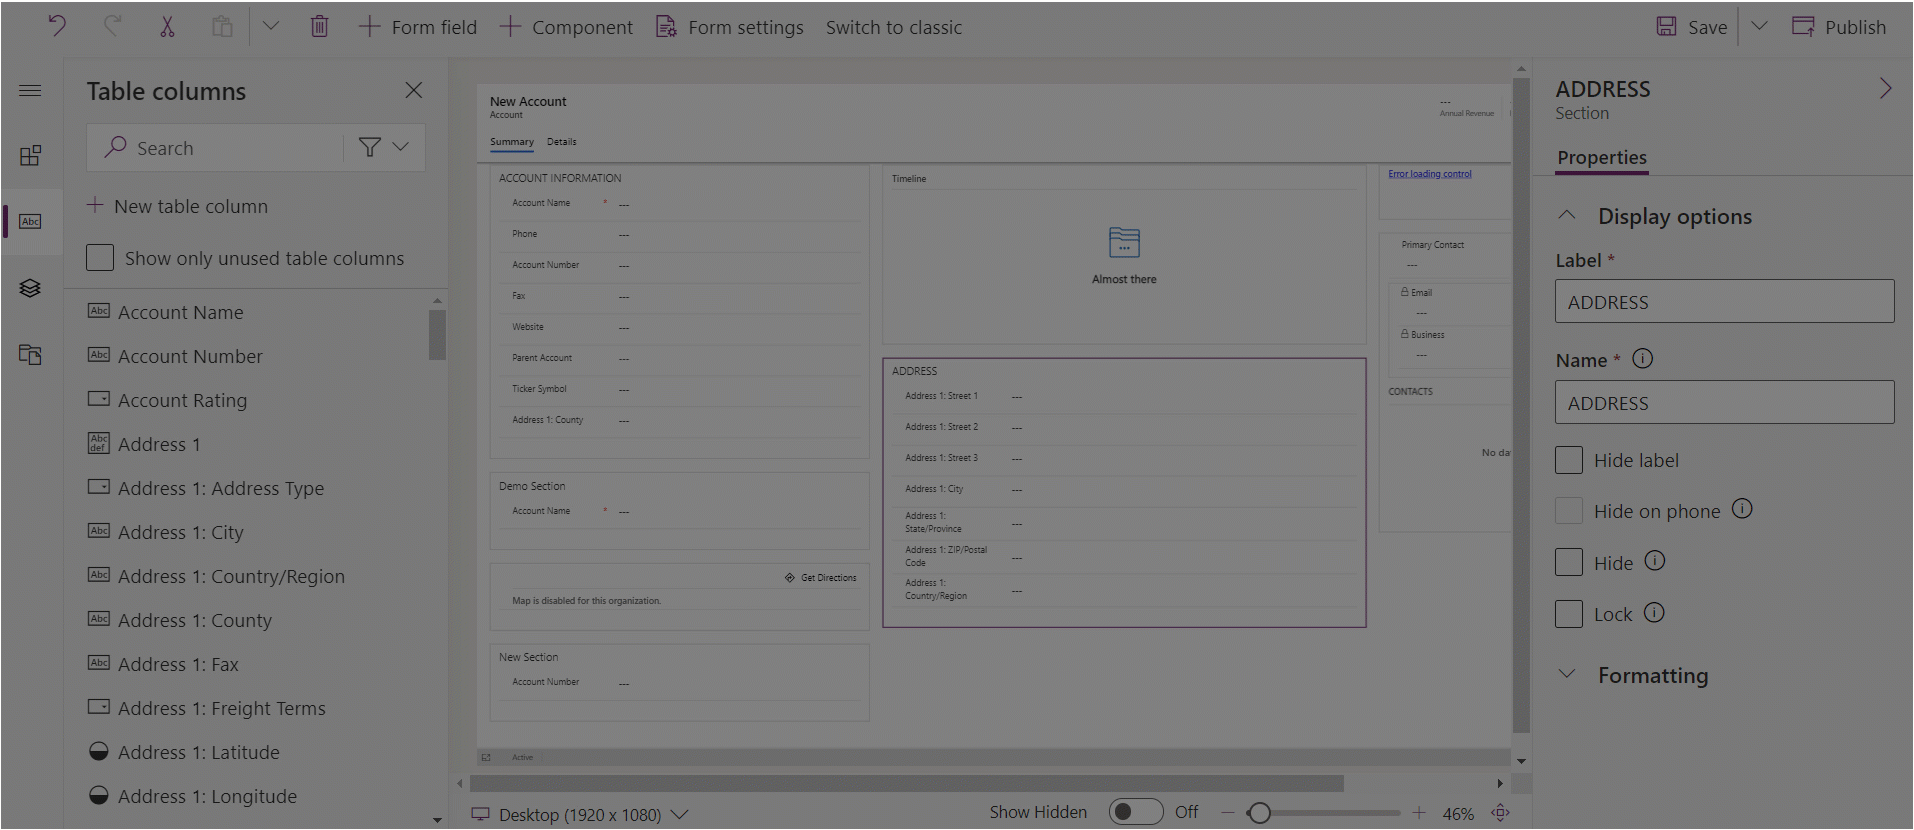 Form field
Component
Form settings
Switch to classic
Save
Publish
Table columns
Search
New table column
Abc
Show only unused table columns
Abc Account Name
Abc Account Number
Account Rating
Abc def Address 1
Address 1: Address Type
Abc Address 1: City
Abc Address 1: Country/Region
Abc Address 1: County
Abc Address 1: Fax
Address 1: Freight Terms
Address 1: Latitude
Address 1: Longitude
New Account
Account
---
Annual Revenue
Summary Details
ACCOUNT INFORMATION
Account Name * ---
Phone ---
Account Number ---
Fax ---
Website ---
Parent Account ---
Ticker Symbol ---
Address 1: County ---
Demo Section
Account Name * ---
Get Directions
Map is disabled for this organization.
New Section
Account Number ---
Timeline
Almost there
ADDRESS
Address 1: Street 1 ---
Address 1: Street 2 ---
Address 1: Street 3 ---
Address 1: City ---
Address 1:
State/Province ---
Address 1: ZIP/Postal
Code ---
Address 1:
Country/Region ---
Error loading control
Primary Contact
---
Email
---
Business
---
CONTACTS
No da
Active
Desktop (1920 x 1080)
Show Hidden
Off
46%
ADDRESS
Section
Properties
Display options
Label *
ADDRESS
Name *
ADDRESS
Hide label
Hide on phone
Hide
Lock
Formatting